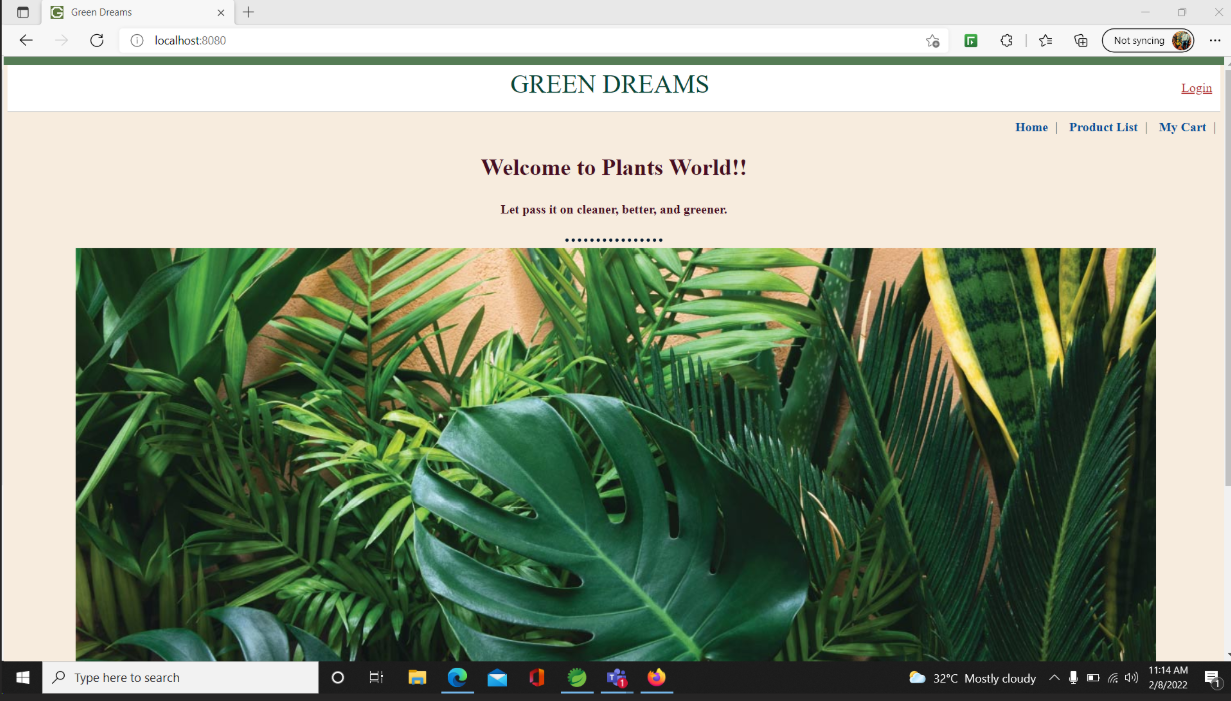 Green Dreams
localhost:8080
Not syncing
GREEN DREAMS
Login
Home | Product List | My Cart |
Welcome to Plants World!!
Let pass it on cleaner, better, and greener.
Type here to search
1
32°C Mostly cloudy
11:14 AM
2/8/2022
1